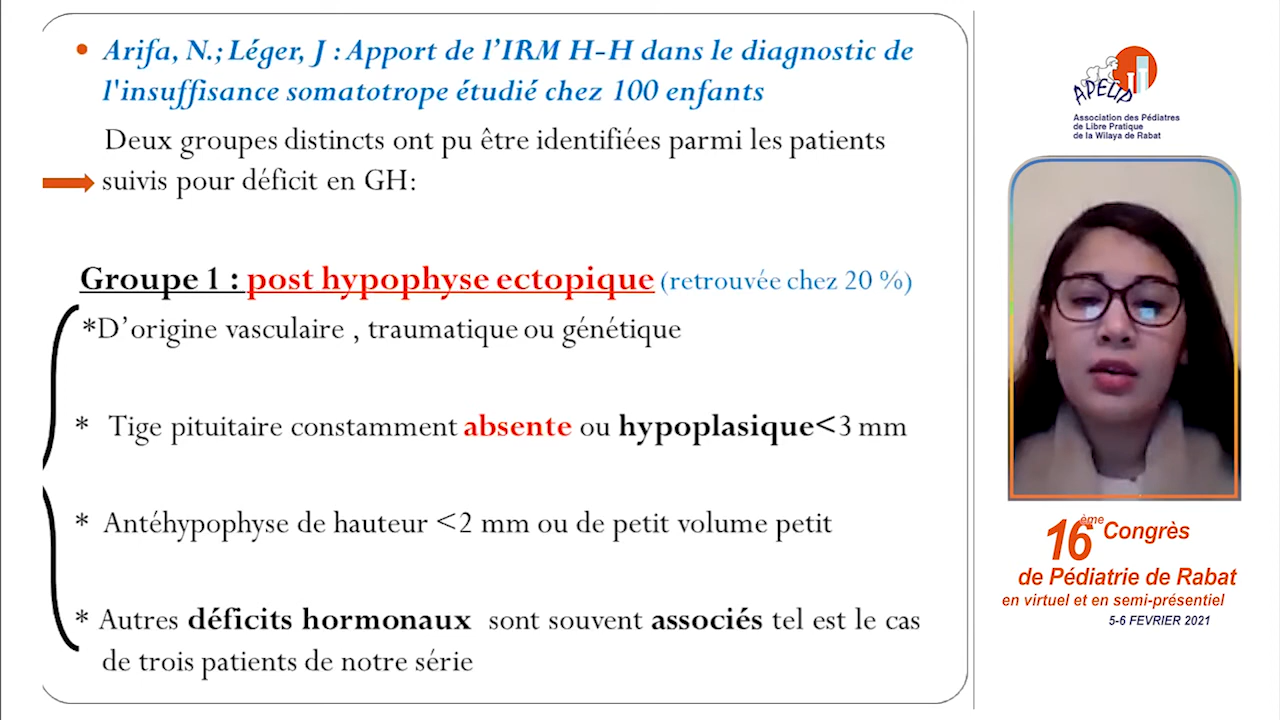 • Arifa, N.; Léger, J : Apport de l’IRM H-H dans le diagnostic de
l'insuffisance somatotrope étudié chez 100 enfants
Deux groupes distincts ont pu être identifiées parmi les patients
suivis pour déficit en GH:
Groupe 1 : post hypophyse ectopique (retrouvée chez 20 %)
*D’origine vasculaire , traumatique ou génétique
* Tige pituitaire constamment absente ou hypoplasique<3 mm
* Antéhypophyse de hauteur <2 mm ou de petit volume petit
* Autres déficits hormonaux sont souvent associés tel est le cas
de trois patients de notre série
APELP
Association des Pédiatres
de Libre Pratique
de la Wilaya de Rabat
16ème Congrès
de Pédiatrie de Rabat
en virtuel et en semi-présentiel
5-6 FEVRIER 2021